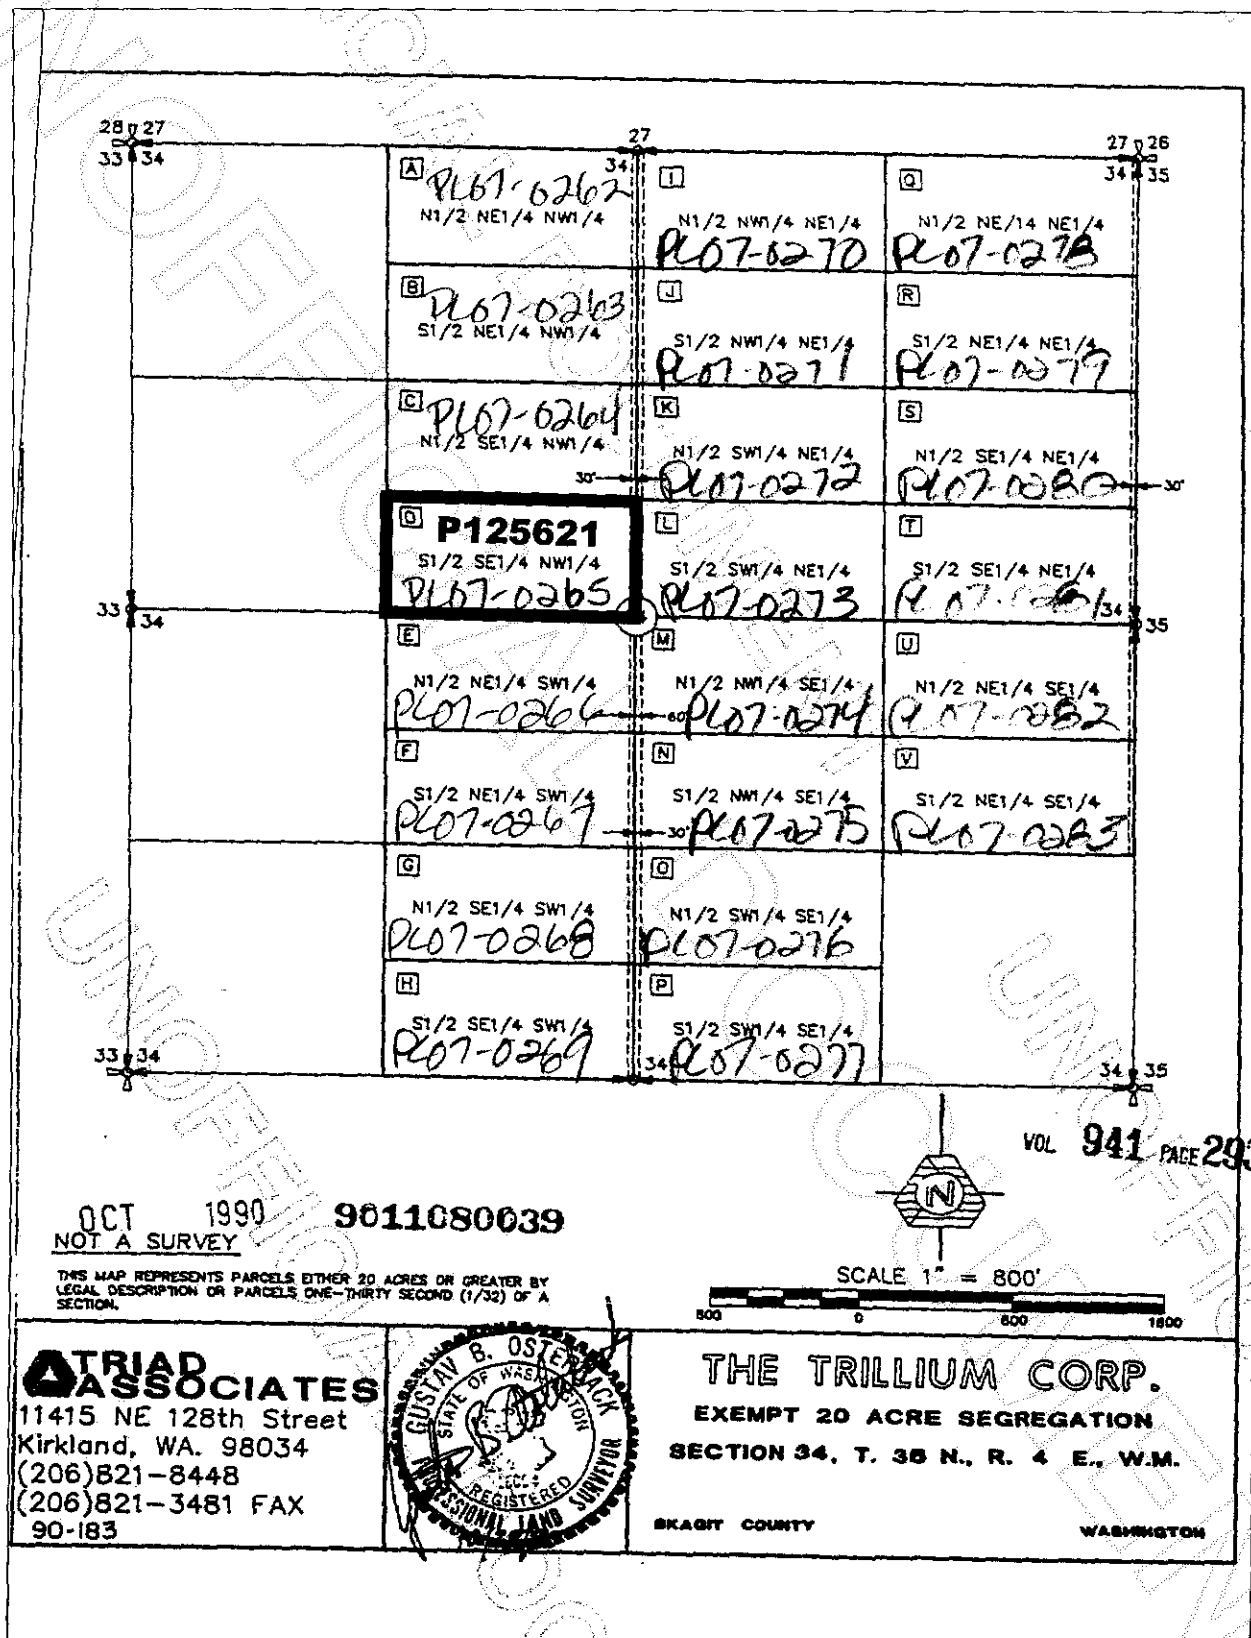 28 27
33 34
27
34
27 26
34 35
A
PL07-0262
N1/2 NE1/4 NW1/4
I
N1/2 NW1/4 NE1/4
PL07-0270
Q
N1/2 NE/14 NE1/4
PL07-0278
B
PL07-0263
S1/2 NE1/4 NW1/4
J
S1/2 NW1/4 NE1/4
PL07-0271
R
S1/2 NE1/4 NE1/4
PL07-0279
C
PL07-0264
N1/2 SE1/4 NW1/4
30'
K
N1/2 SW1/4 NE1/4
PL07-0272
S
N1/2 SE1/4 NE1/4
PL07-0280
30'
D
P125621
S1/2 SE1/4 NW1/4
PL07-0265
L
S1/2 SW1/4 NE1/4
PL07-0273
T
S1/2 SE1/4 NE1/4
PL07-0281
33 34
34
35
E
N1/2 NE1/4 SW1/4
PL07-0266
60'
M
N1/2 NW1/4 SE1/4
PL07-0274
U
N1/2 NE1/4 SE1/4
PL07-0282
F
S1/2 NE1/4 SW1/4
PL07-0267
30'
N
S1/2 NW1/4 SE1/4
PL07-0275
V
S1/2 NE1/4 SE1/4
PL07-0283
G
N1/2 SE1/4 SW1/4
PL07-0268
O
N1/2 SW1/4 SE1/4
PL07-0276
H
S1/2 SE1/4 SW1/4
PL07-0269
P
S1/2 SW1/4 SE1/4
PL07-0277
33 34
34
34 35
VOL 941 PAGE 293
N
OCT 1990
9011080039
NOT A SURVEY
THIS MAP REPRESENTS PARCELS EITHER 20 ACRES OR GREATER BY
LEGAL DESCRIPTION OR PARCELS ONE-THIRTY SECOND (1/32) OF A
SECTION.
SCALE 1" = 800'
800 0 800 1600
TRIAD
ASSOCIATES
11415 NE 128th Street
Kirkland, WA. 98034
(206)821-8448
(206)821-3481 FAX
90-183
GUSTAV B. OSTERBACK
STATE OF WASHINGTON
REGISTERED
PROFESSIONAL LAND SURVEYOR
THE TRILLIUM CORP.
EXEMPT 20 ACRE SEGREGATION
SECTION 34, T. 36 N., R. 4 E., W.M.
SKAGIT COUNTY
WASHINGTON
UNOFFICIAL DOCUMENT